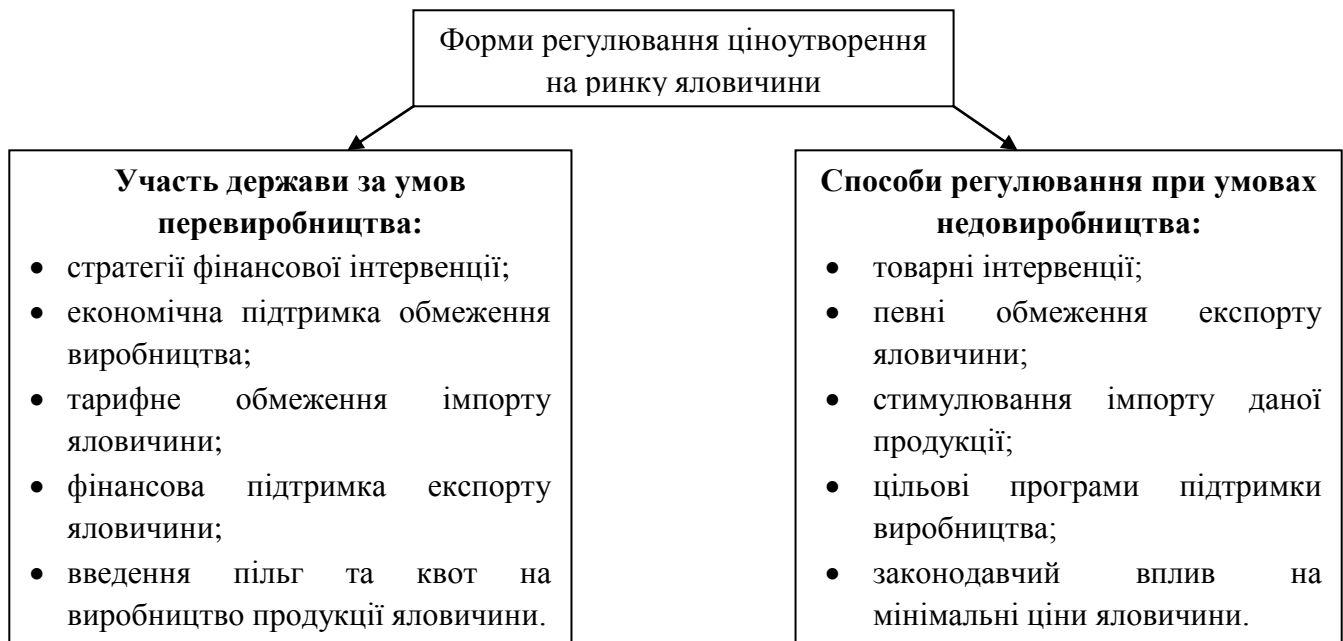 Форми регулювання ціноутворення
на ринку яловичини
Участь держави за умов
перевиробництва:
• стратегії фінансової інтервенції;
• економічна підтримка обмеження
виробництва;
• тарифне обмеження імпорту
яловичини;
• фінансова підтримка експорту
яловичини;
• введення пільг та квот на
виробництво продукції яловичини.
Способи регулювання при умовах
недовиробництва:
• товарні інтервенції;
• певні обмеження експорту
яловичини;
• стимулювання імпорту даної
продукції;
• цільові програми підтримки
виробництва;
• законодавчий вплив на
мінімальні ціни яловичини.